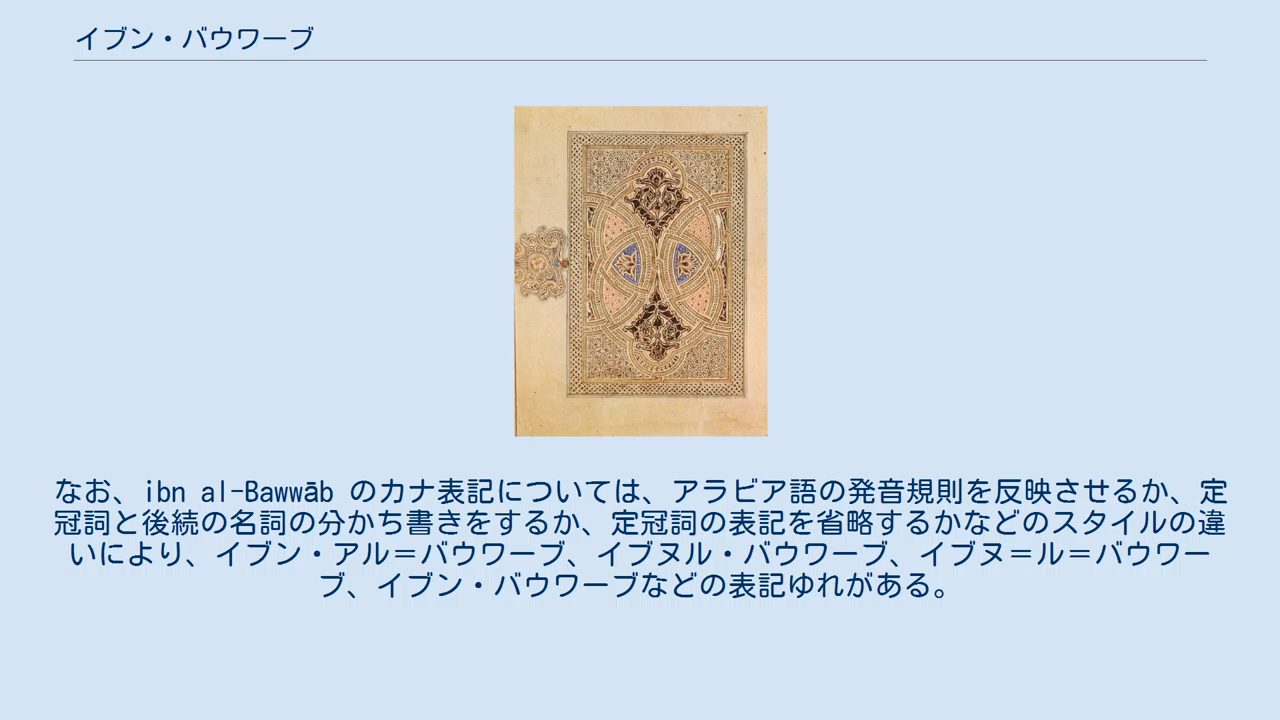 イブン・バウワーブ
なお、ibn al-Bawwāb のカナ表記については、アラビア語の発音規則を反映させるか、定
冠詞と後続の名詞の分かち書きをするか、定冠詞の表記を省略するかなどのスタイルの違
いにより、イブン・アル＝バウワーブ、イブヌル・バウワーブ、イブヌ＝ル＝バウワー
ブ、イブン・バウワーブなどの表記ゆれがある。